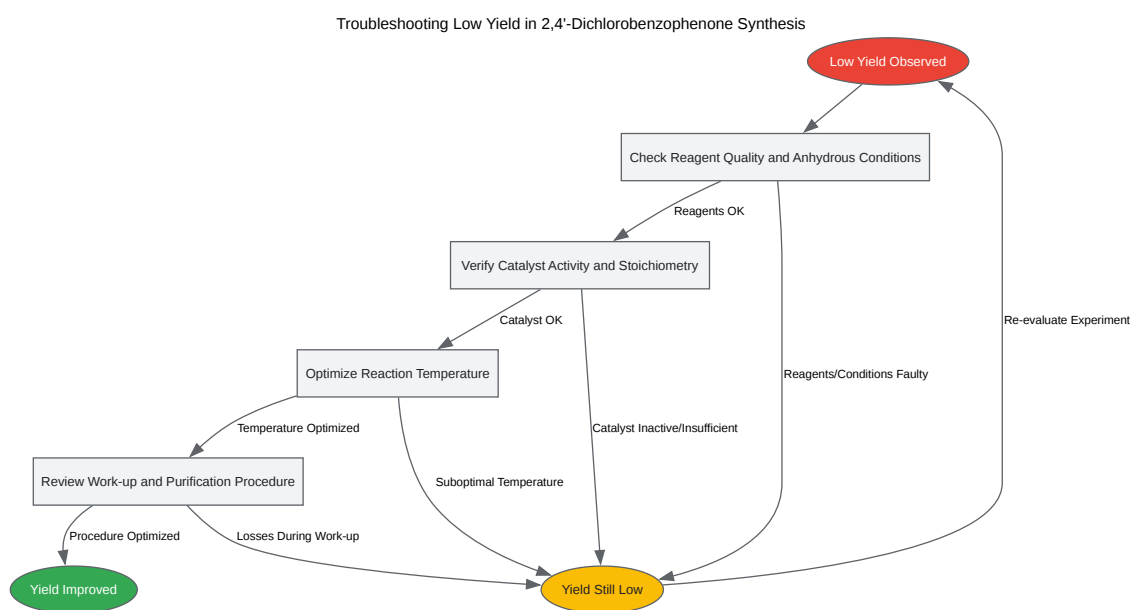 Troubleshooting Low Yield in 2,4'-Dichlorobenzophenone Synthesis
Low Yield Observed
Check Reagent Quality and Anhydrous Conditions
Reagents OK
Verify Catalyst Activity and Stoichiometry
Catalyst OK
Re-evaluate Experiment
Optimize Reaction Temperature
Reagents/Conditions Faulty
Temperature Optimized
Catalyst Inactive/Insufficient
Review Work-up and Purification Procedure
Suboptimal Temperature
Procedure Optimized
Losses During Work-up
Yield Improved
Yield Still Low